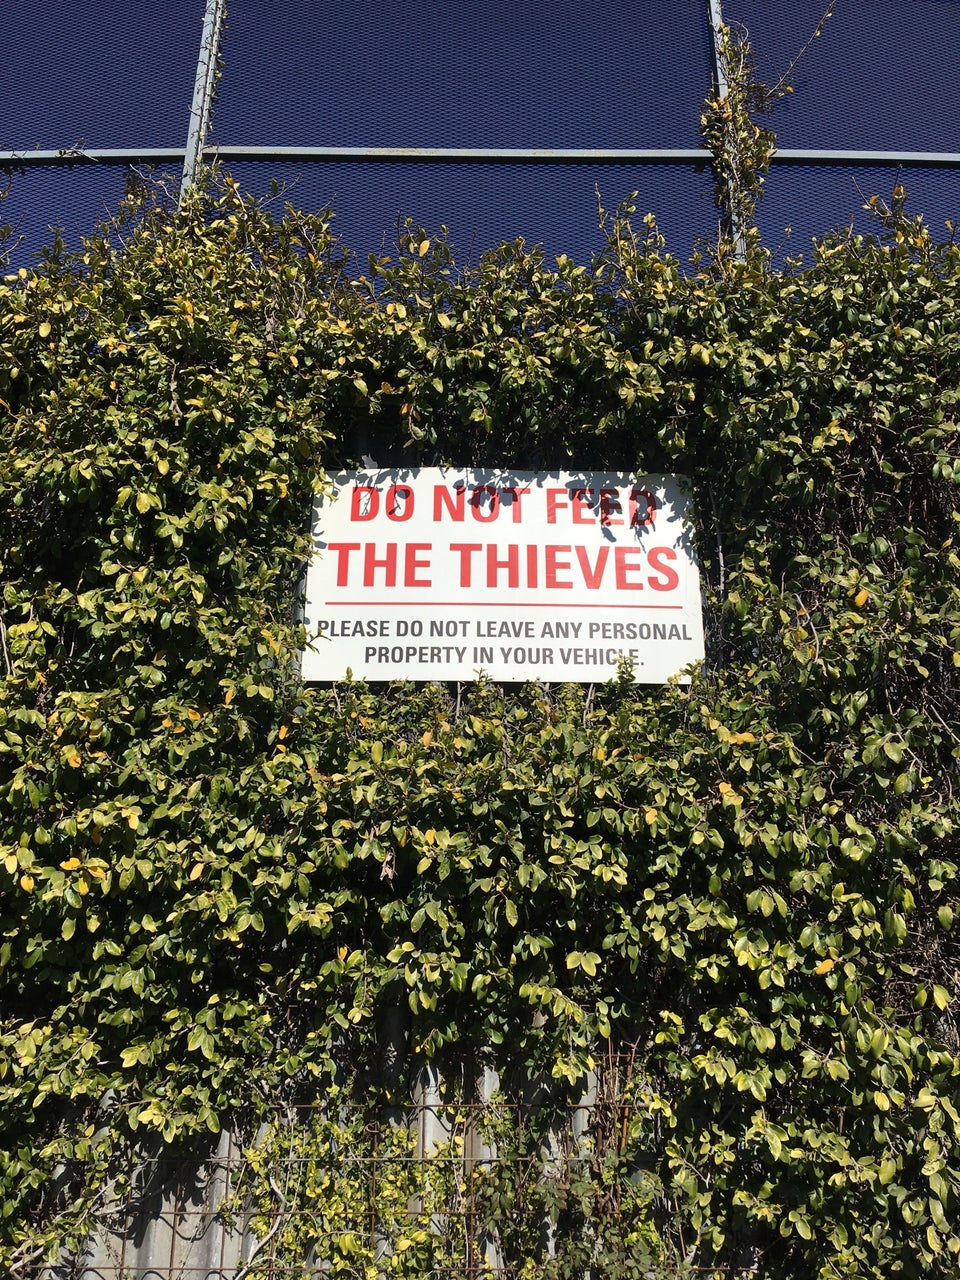 DO NOT FEED
THE THIEVES
PLEASE DO NOT LEAVE ANY PERSONAL
PROPERTY IN YOUR VEHICLE.